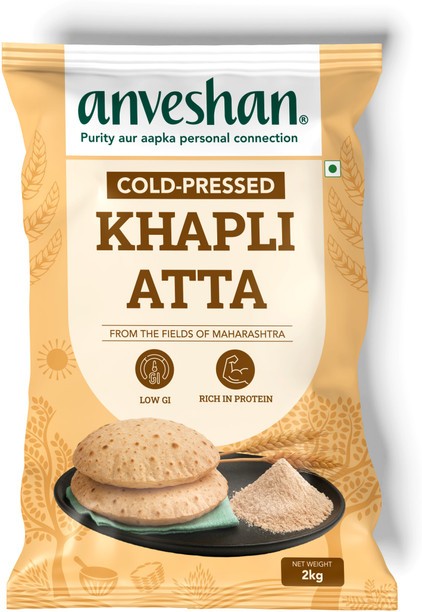 anveshan®
Purity aur aapka personal connection
COLD-PRESSED
KHAPLI
ATTA
FROM THE FIELDS OF MAHARASHTRA
GI
LOW GI
RICH IN PROTEIN
NET WEIGHT
2kg